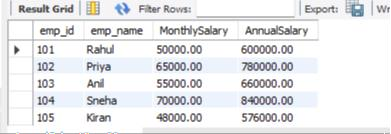 Result Grid Filter Rows: Export: Wr
emp_id emp_name MonthlySalary AnnualSalary
101 Rahul 50000.00 600000.00
102 Priya 65000.00 780000.00
103 Anil 55000.00 660000.00
104 Sneha 70000.00 840000.00
105 Kiran 48000.00 576000.00